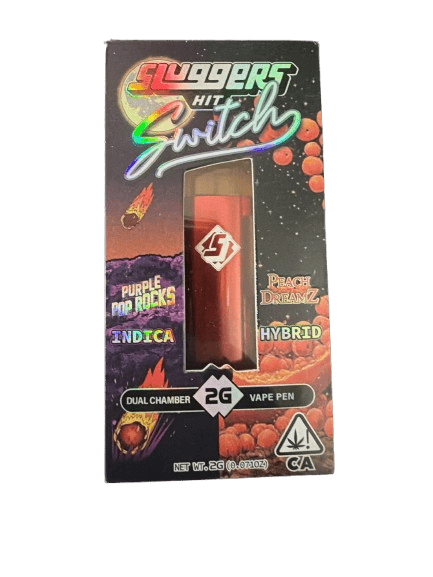 SLUGGERS
HIT
Switch
S
PURPLE
POP ROCKS
INDICA
PEACH
DREAMZ
HYBRID
DUAL CHAMBER 2G VAPE PEN
!
CA
NET WT. 2G (0.071OZ)